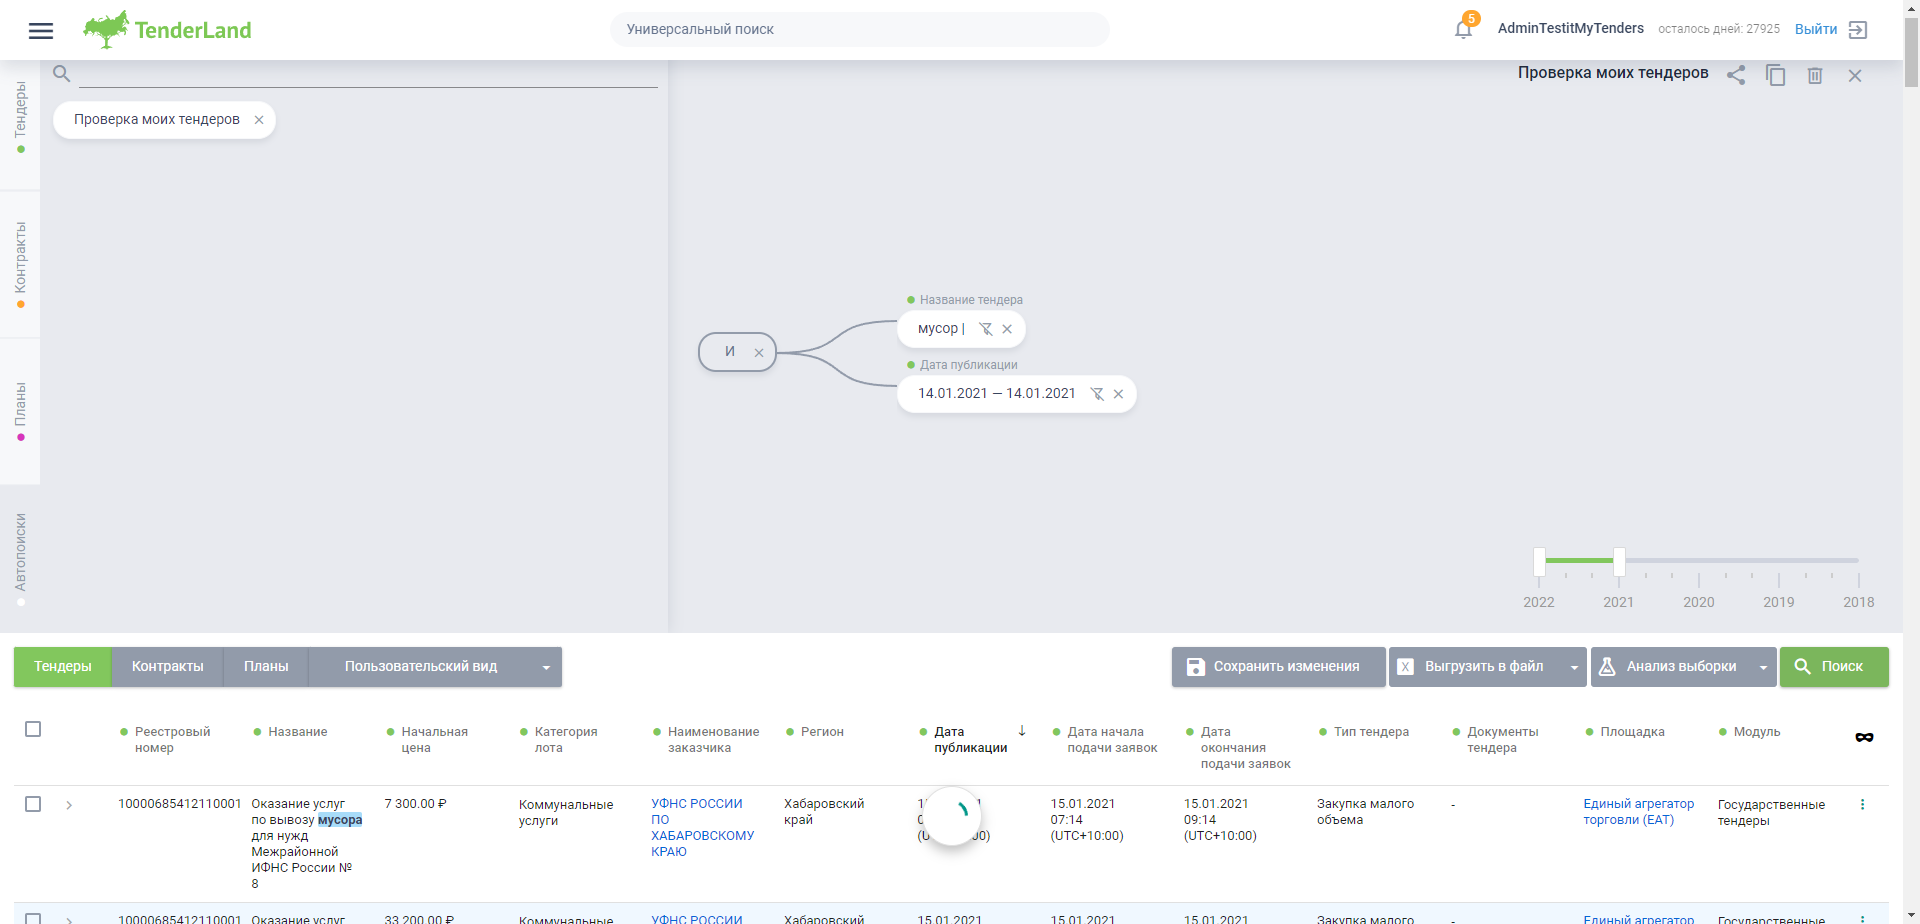 TenderLand
Универсальный поиск
5
AdminTestitMyTenders
осталось дней: 27925
Выйти
Тендеры
Контракты
Планы
Автопоиски
Проверка моих тендеров
Проверка моих тендеров
Название тендера
мусор |
И
Дата публикации
14.01.2021 — 14.01.2021
2022 2021 2020 2019 2018
Тендеры Контракты Планы Пользовательский вид
Сохранить изменения
X Выгрузить в файл
Анализ выборки
Поиск
Реестровый
номер
Название
Начальная
цена
Категория
лота
Наименование
заказчика
Регион
Дата
публикации
Дата начала
подачи заявок
Дата
окончания
подачи заявок
Тип тендера
Документы
тендера
Площадка
Модуль
10000685412110001
Оказание услуг
по вывозу мусора
для нужд
Межрайонной
ИФНС России №
8
7 300.00 ₽
Коммунальные
услуги
УФНС РОССИИ
ПО
ХАБАРОВСКОМУ
КРАЮ
Хабаровский
край
15.01.2021
07:14
(UTC+10:00)
15.01.2021
09:14
(UTC+10:00)
Закупка малого
объема
-
Единый агрегатор
торговли (ЕАТ)
Государственные
тендеры
10000685412110001
Оказание услуг
33 200.00 ₽
Коммунальные
УФНС РОССИИ
Хабаровский
15.01.2021
15.01.2021
15.01.2021
Закупка малого
-
Единый агрегатор
Государственные